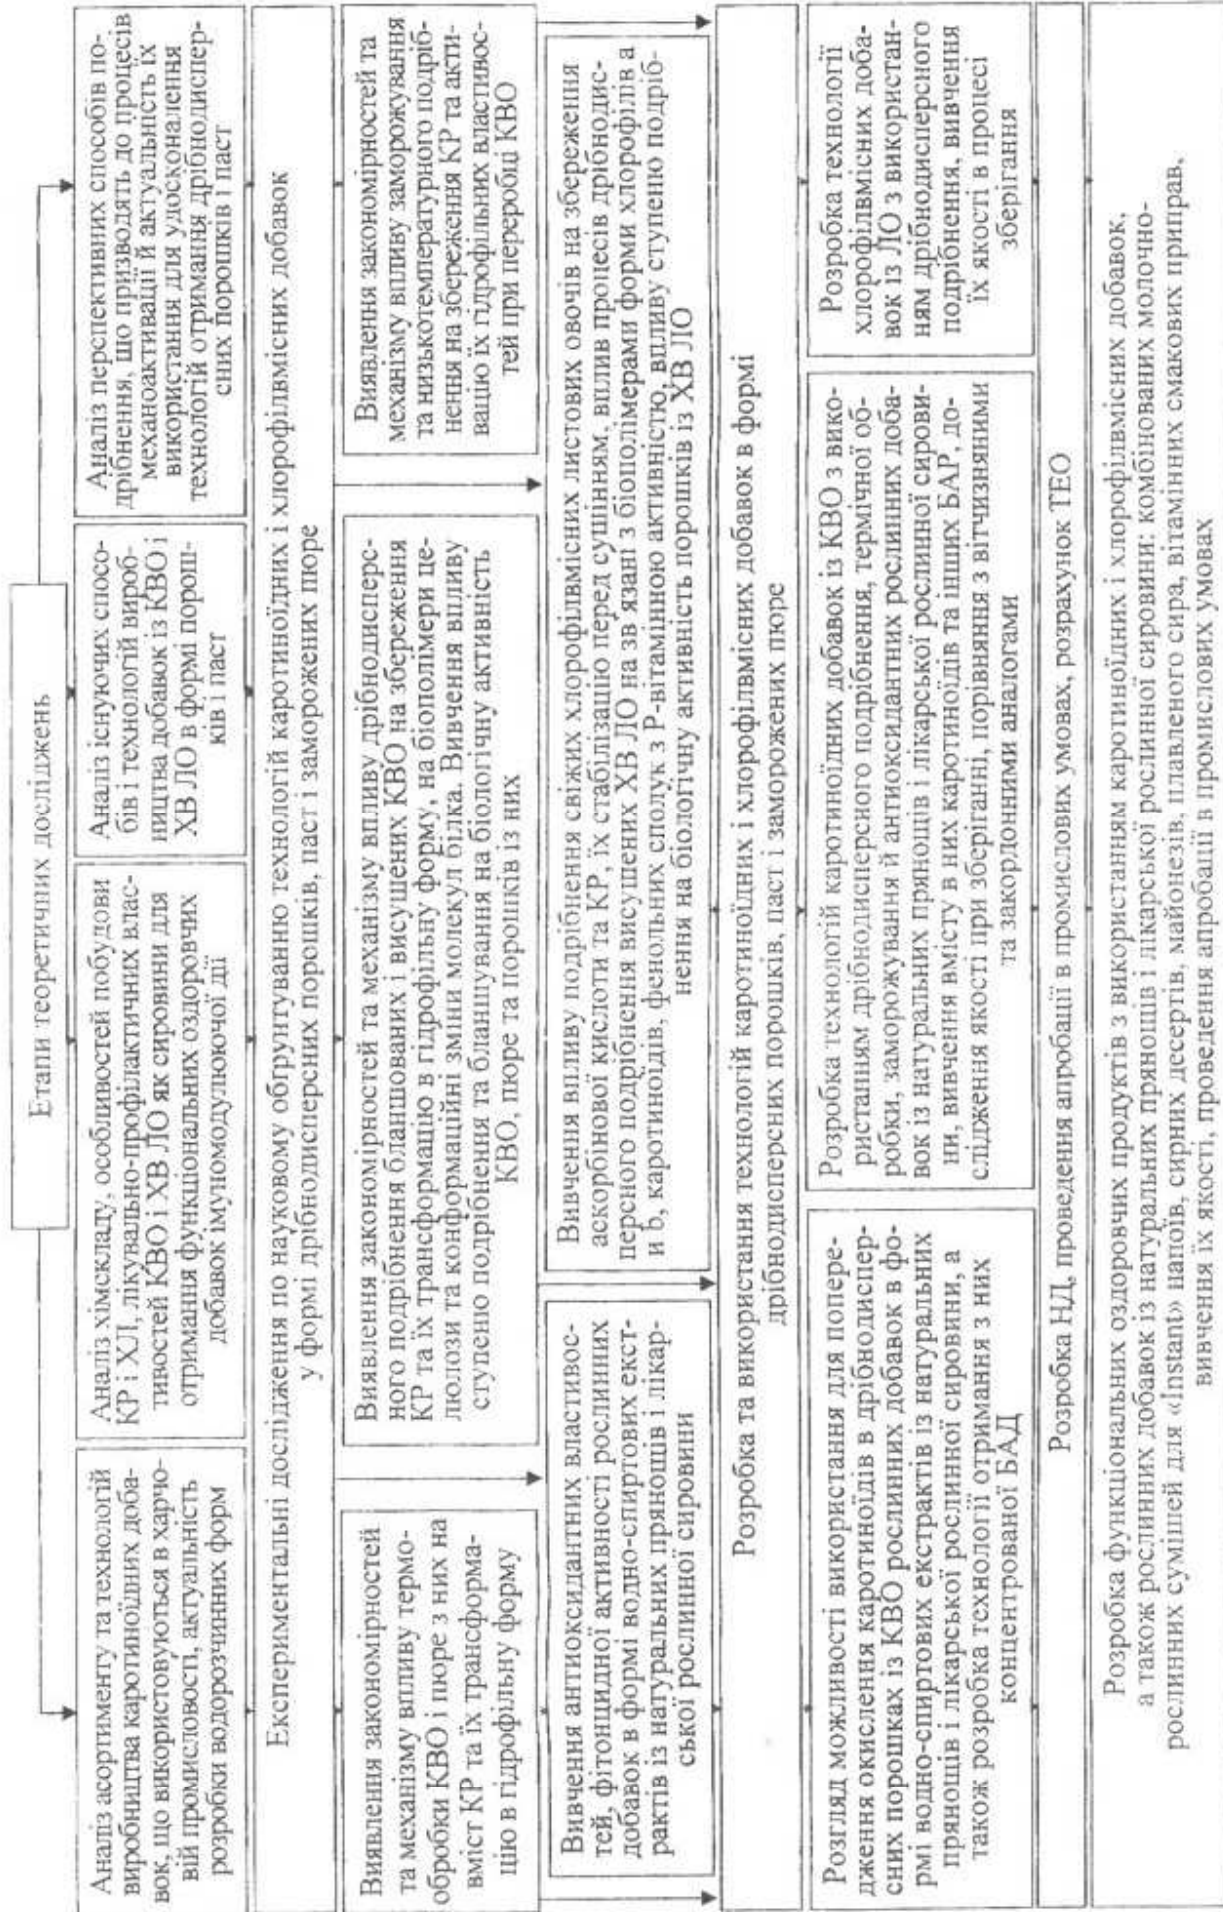 Етапи теоретичних досліджень
Аналіз асортименту та технологій
виробництва каротиноїдних доба-
вок, що використовуються в харчо-
вій промисловості, актуальність
розробки водорозчинних форм
Аналіз хімскладу, особливостей побудови
КР і ХЛ, лікувально-профілактичних влас-
тивостей КВО і ХВ ЛО як сировини для
отримання функціональних оздоровчих
добавок імуномодулюючої дії
Аналіз існуючих спосо-
бів і технологій вироб-
ництва добавок із КВО і
ХВ ЛО в формі порош-
ків і паст
Аналіз перспективних способів по-
дрібнення, що призводять до процесів
механоактивації й актуальність їх
використання для удосконалення
технологій отримання дрібнодиспер-
сних порошків і паст
Експериментальні дослідження по науковому обґрунтуванню технологій каротиноїдних і хлорофілвмісних добавок
у формі дрібнодисперсних порошків, паст і заморожених пюре
Виявлення закономірностей
та механізму впливу термо-
обробки КВО і пюре з них на
вміст КР та їх трансформа-
цію в гідрофільну форму
Виявлення закономірностей та механізму впливу дрібнодисперс-
ного подрібнення бланшованих і висушених КВО на збереження
КР та їх трансформацію в гідрофільну форму, на біополімери це-
люлози та конформаційні зміни молекул білка. Вивчення впливу
ступеню подрібнення та бланшування на біологічну активність
КВО, пюре та порошків із них
Виявлення закономірностей та
механізму впливу заморожування
та низькотемпературного подріб-
нення на збереження КР та акти-
вацію їх гідрофільних властивос-
тей при переробці КВО
Вивчення антиоксидантних властивос-
тей, фітонцидної активності рослинних
добавок в формі водно-спиртових екст-
рактів із натуральних прянощів і лікар-
ської рослинної сировини
Вивчення впливу подрібнення свіжих хлорофілвмісних листових овочів на збереження
аскорбінової кислоти та КР, їх стабілізацію перед сушінням, вплив процесів дрібнодис-
персного подрібнення висушених ХВ ЛО на зв'язані з біополімерами форми хлорофілів a
и b, каротиноїдів, фенольних сполук з Р-вітамінною активністю, впливу ступеню подріб-
нення на біологічну активність порошків із ХВ ЛО
Розробка та використання технологій каротиноїдних і хлорофілвмісних добавок в формі
дрібнодисперсних порошків, паст і заморожених пюре
Розгляд можливості використання для попере-
дження окислення каротиноїдів в дрібнодиспер-
сних порошках із КВО рослинних добавок в фо-
рмі водно-спиртових екстрактів із натуральних
прянощів і лікарської рослинної сировини, а
також розробка технології отримання з них
концентрованої БАД
Розробка технологій каротиноїдних добавок із КВО з вико-
ристанням дрібнодисперсного подрібнення, термічної об-
робки, заморожування й антиоксидантних рослинних доба-
вок із натуральних прянощів і лікарської рослинної сирови-
ни, вивчення вмісту в них каротиноїдів та інших БАР, до-
слідження якості при зберіганні, порівняння з вітчизняними
та закордонними аналогами
Розробка технології
хлорофілвмісних доба-
вок із ЛО з використан-
ням дрібнодисперсного
подрібнення, вивчення
їх якості в процесі
зберігання
Розробка НД, проведення апробації в промислових умовах, розрахунок ТЕО
Розробка функціональних оздоровчих продуктів з використанням каротиноїдних і хлорофілвмісних добавок,
а також рослинних добавок із натуральних прянощів і лікарської рослинної сировини: комбінованих молочно-
рослинних сумішей для «Instant» напоїв, сирних десертів, майонезів, плавленого сира, вітамінних смакових приправ,
вивчення їх якості, проведення апробації в промислових умовах